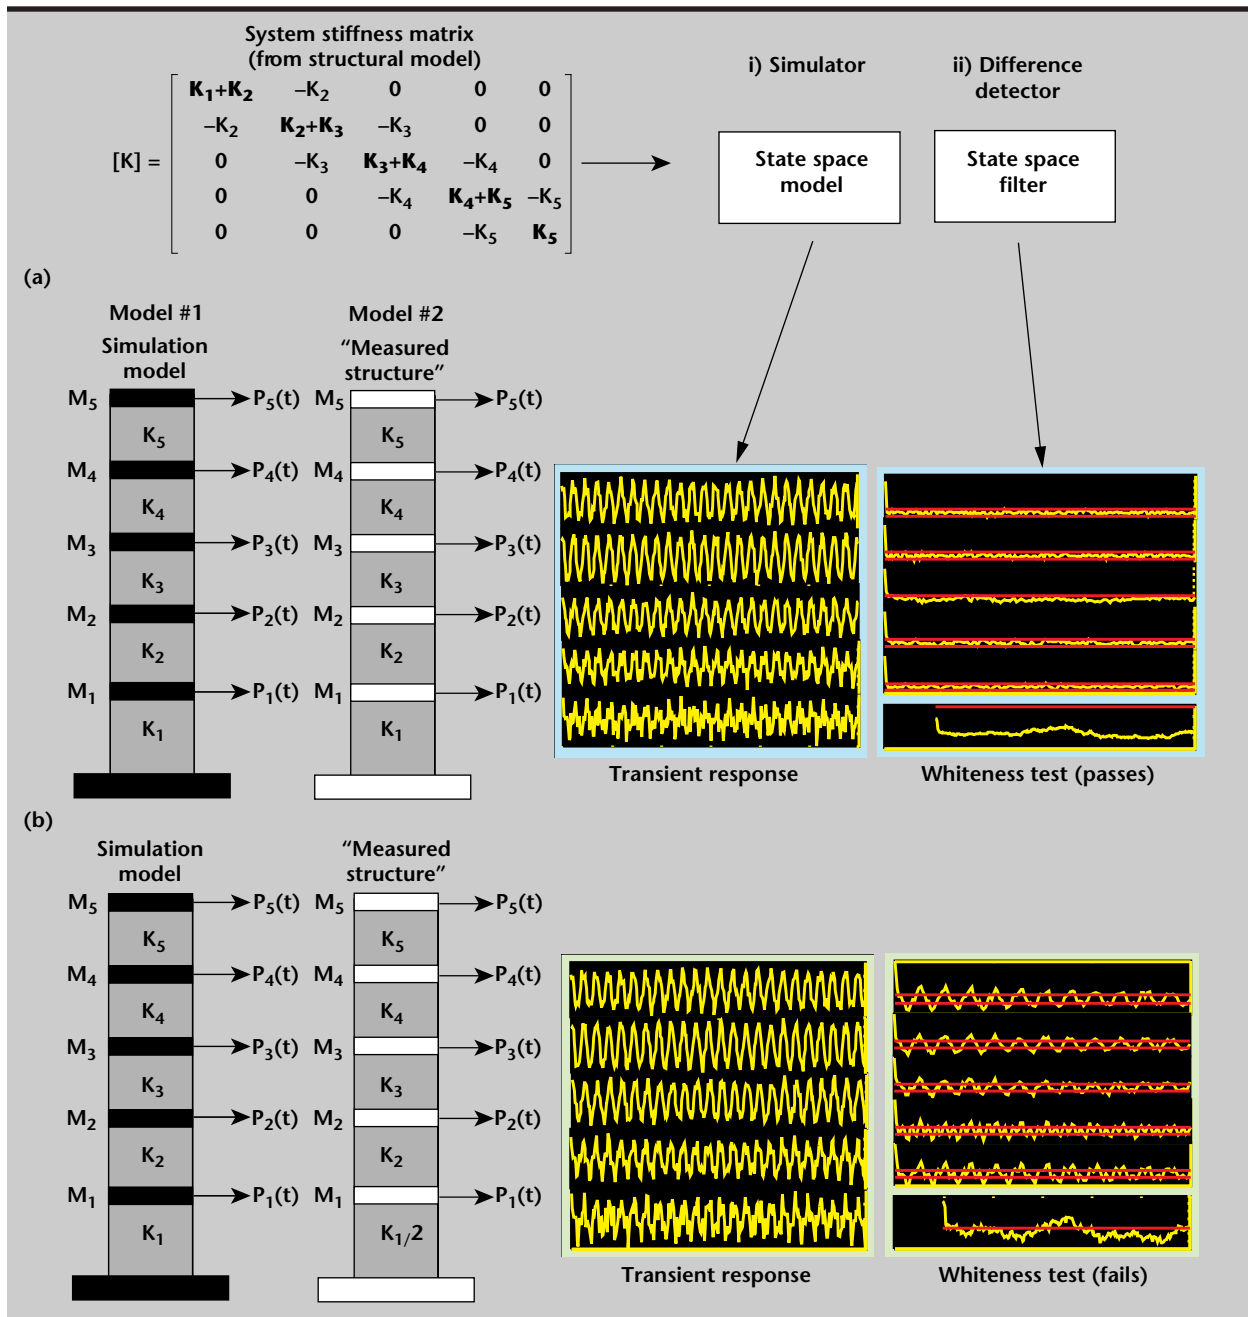 System stiffness matrix
(from structural model)
i) Simulator
ii) Difference
detector
K₁+K₂ –K₂ 0 0 0
–K₂ K₂+K₃ –K₃ 0 0
[K] = 0 –K₃ K₃+K₄ –K₄ 0
0 0 –K₄ K₄+K₅ –K₅
0 0 0 –K₅ K₅
State space
model
State space
filter
(a)
Model #1
Simulation
model
Model #2
“Measured
structure”
M₅ P₅(t) M₅ P₅(t)
K₅ K₅
M₄ P₄(t) M₄ P₄(t)
K₄ K₄
M₃ P₃(t) M₃ P₃(t)
K₃ K₃
M₂ P₂(t) M₂ P₂(t)
K₂ K₂
M₁ P₁(t) M₁ P₁(t)
K₁ K₁
Transient response
Whiteness test (passes)
(b)
Simulation
model
“Measured
structure”
M₅ P₅(t) M₅ P₅(t)
K₅ K₅
M₄ P₄(t) M₄ P₄(t)
K₄ K₄
M₃ P₃(t) M₃ P₃(t)
K₃ K₃
M₂ P₂(t) M₂ P₂(t)
K₂ K₂
M₁ P₁(t) M₁ P₁(t)
K₁ K₁/2
Transient response
Whiteness test (fails)